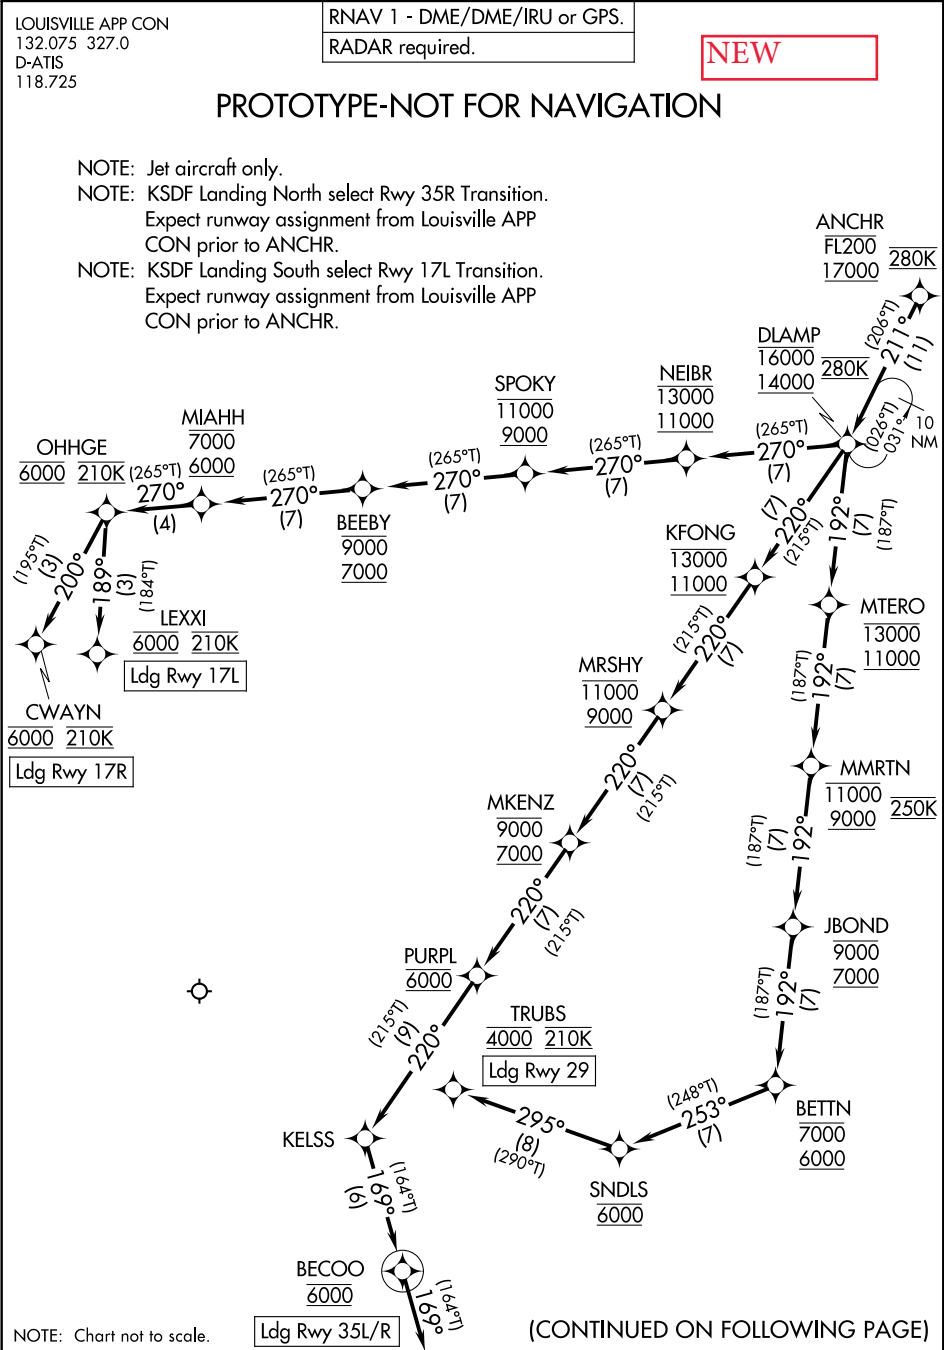 LOUISVILLE APP CON
132.075 327.0
D-ATIS
118.725
RNAV 1 - DME/DME/IRU or GPS.
RADAR required.
NEW
PROTOTYPE-NOT FOR NAVIGATION
NOTE: Jet aircraft only.
NOTE: KSDF Landing North select Rwy 35R Transition.
Expect runway assignment from Louisville APP
CON prior to ANCHR.
NOTE: KSDF Landing South select Rwy 17L Transition.
Expect runway assignment from Louisville APP
CON prior to ANCHR.
ANCHR
FL200
17000
280K
(206°T)
211°
(11)
DLAMP
16000
14000
280K
(026°T)
031°
10
NM
NEIBR
13000
11000
(265°T)
270°
(7)
SPOKY
11000
9000
(265°T)
270°
(7)
BEEBY
9000
7000
(265°T)
270°
(7)
MIAHH
7000
6000
(265°T)
270°
(7)
OHHGE
6000 210K
(265°T)
270°
(4)
(195°T)
(3)
200°
189°
(3)
(184°T)
LEXXI
6000 210K
Ldg Rwy 17L
CWAYN
6000 210K
Ldg Rwy 17R
(7)
220°
(215°T)
KFONG
13000
11000
(215°T)
220°
(7)
MRSHY
11000
9000
220°
(7)
(215°T)
MKENZ
9000
7000
220°
(7)
(215°T)
PURPL
6000
(215°T)
(9)
220°
KELSS
(164°T)
169°
(6)
BECOO
6000
Ldg Rwy 35L/R
(164°T)
169°
192°
(7)
(187°T)
MTERO
13000
11000
(187°T)
192°
(7)
MMRTN
11000
9000
250K
(187°T)
(7)
192°
JBOND
9000
7000
(187°T)
192°
(7)
BETTN
7000
6000
(248°T)
253°
(7)
SNDLS
6000
295°
(8)
(290°T)
TRUBS
4000 210K
Ldg Rwy 29
NOTE: Chart not to scale.
(CONTINUED ON FOLLOWING PAGE)